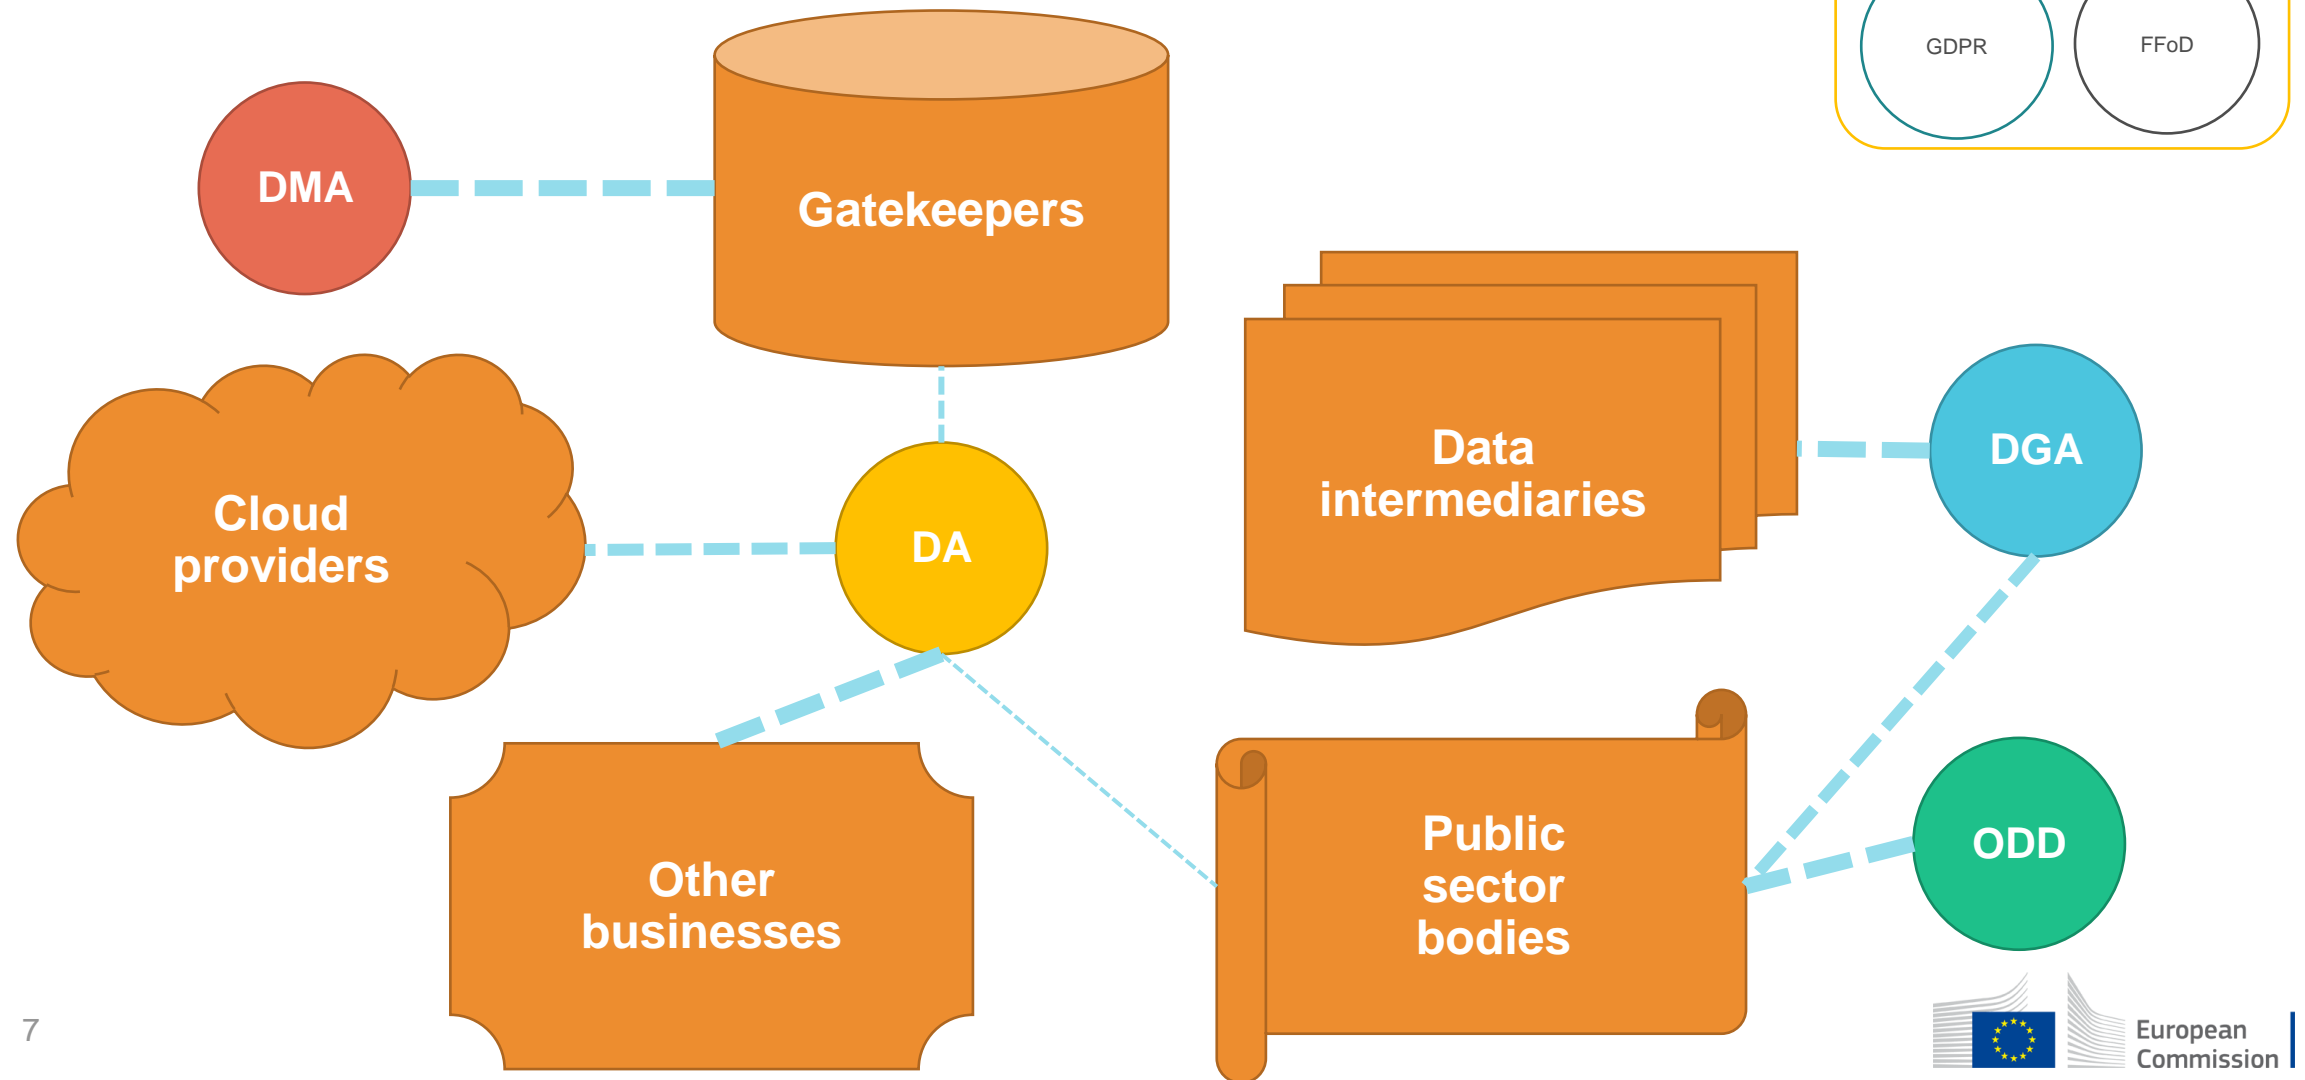 GDPR
FFoD
DMA
Gatekeepers
Data
intermediaries
DGA
Cloud
providers
DA
Other
businesses
Public
sector
bodies
ODD
7
European
Commission